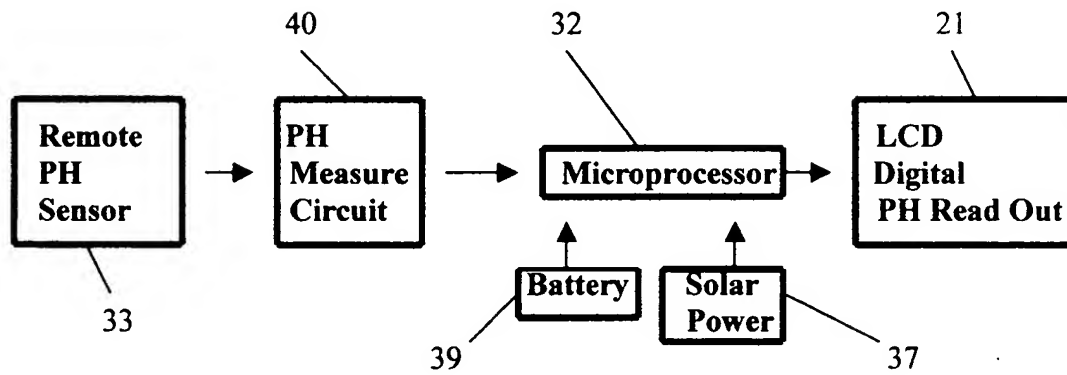 40
32
21
Remote
PH
Sensor
PH
Measure
Circuit
Microprocessor
LCD
Digital
PH Read Out
Battery
Solar
Power
33
39
37